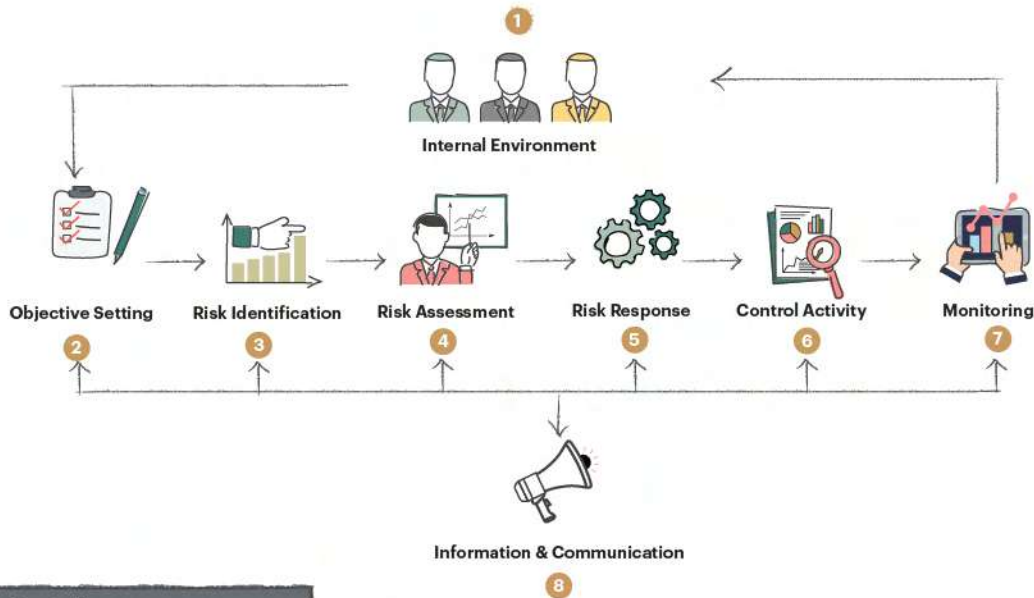 1
Internal Environment
Objective Setting
2
Risk Identification
3
Risk Assessment
4
Risk Response
5
Control Activity
6
Monitoring
7
Information & Communication
8